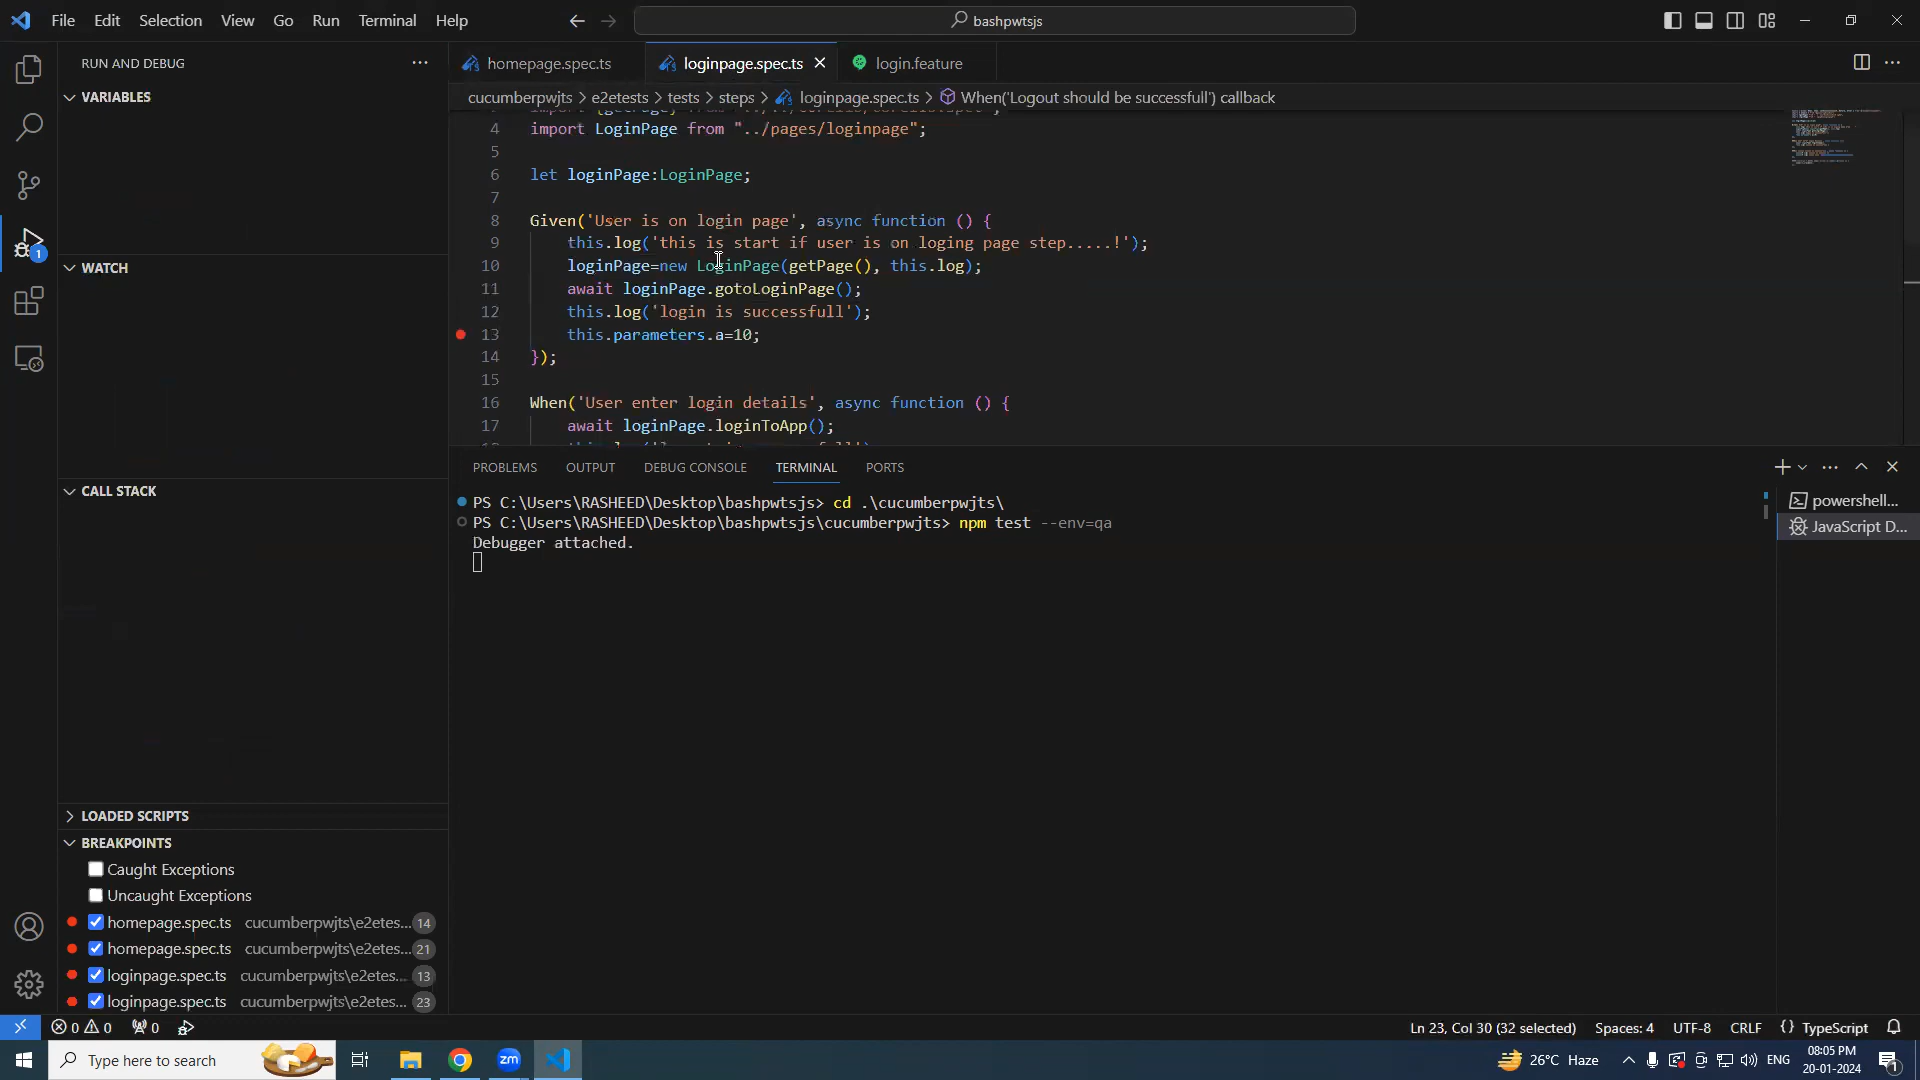 File Edit Selection View Go Run Terminal Help
bashpwtsjs
RUN AND DEBUG
homepage.spec.ts
loginpage.spec.ts
login.feature
cucumberpwjts > e2etests > tests > steps > loginpage.spec.ts > When('Logout should be successfull') callback
VARIABLES
WATCH
CALL STACK
LOADED SCRIPTS
BREAKPOINTS
Caught Exceptions
Uncaught Exceptions
homepage.spec.ts cucumberpwjts\e2etes... 14
homepage.spec.ts cucumberpwjts\e2etes... 21
loginpage.spec.ts cucumberpwjts\e2etes... 13
loginpage.spec.ts cucumberpwjts\e2etes... 23
4 import LoginPage from "../pages/loginpage";
5
6 let loginPage:LoginPage;
7
8 Given('User is on login page', async function () {
9 this.log('this is start if user is on loging page step.....!');
10 loginPage=new LoginPage(getPage(), this.log);
11 await loginPage.gotoLoginPage();
12 this.log('login is successfull');
13 this.parameters.a=10;
14 });
15
16 When('User enter login details', async function () {
17 await loginPage.loginToApp();
PROBLEMS OUTPUT DEBUG CONSOLE TERMINAL PORTS
PS C:\Users\RASHEED\Desktop\bashpwtsjs> cd .\cucumberpwjts\
PS C:\Users\RASHEED\Desktop\bashpwtsjs\cucumberpwjts> npm test --env=qa
Debugger attached.
powershell...
JavaScript D...
0 0 0
Ln 23, Col 30 (32 selected) Spaces: 4 UTF-8 CRLF {} TypeScript
Type here to search
zm
26°C Haze
ENG
08:05 PM
20-01-2024
1